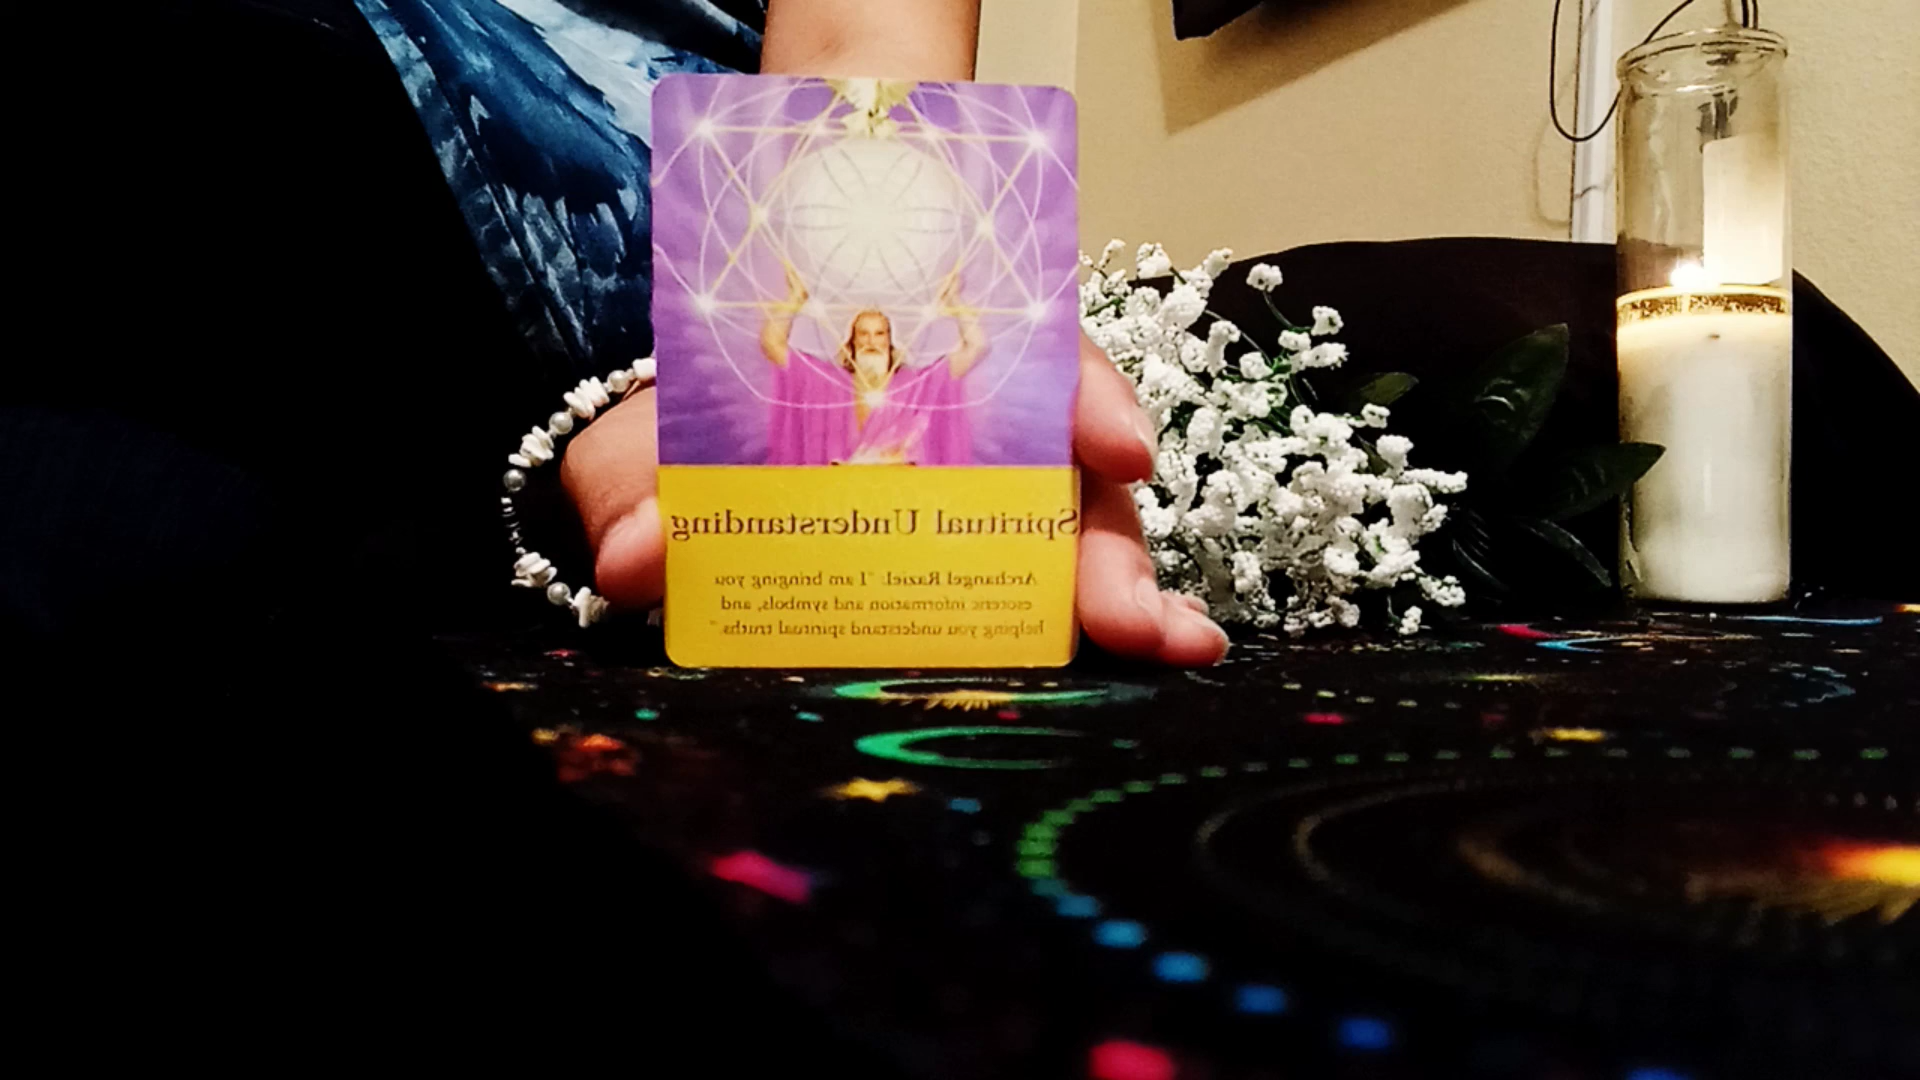 Spiritual Understanding
Archangel Raziel: "I am bringing you
esoteric information and symbols, and
helping you understand spiritual truths."